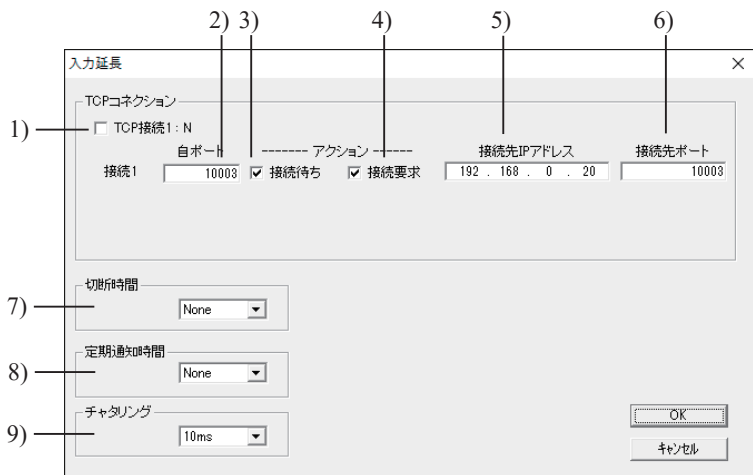 2) 3) 4) 5) 6)
入力延長
TCPコネクション
1)
TCP接続1：N
自ポート ------- アクション ------ 接続先IPアドレス 接続先ポート
接続1 10003 接続待ち 接続要求 192 . 168 . 0 . 20 10003
切断時間
7) None
定期通知時間
8) None
チャタリング
9) 10ms
OK
キャンセル